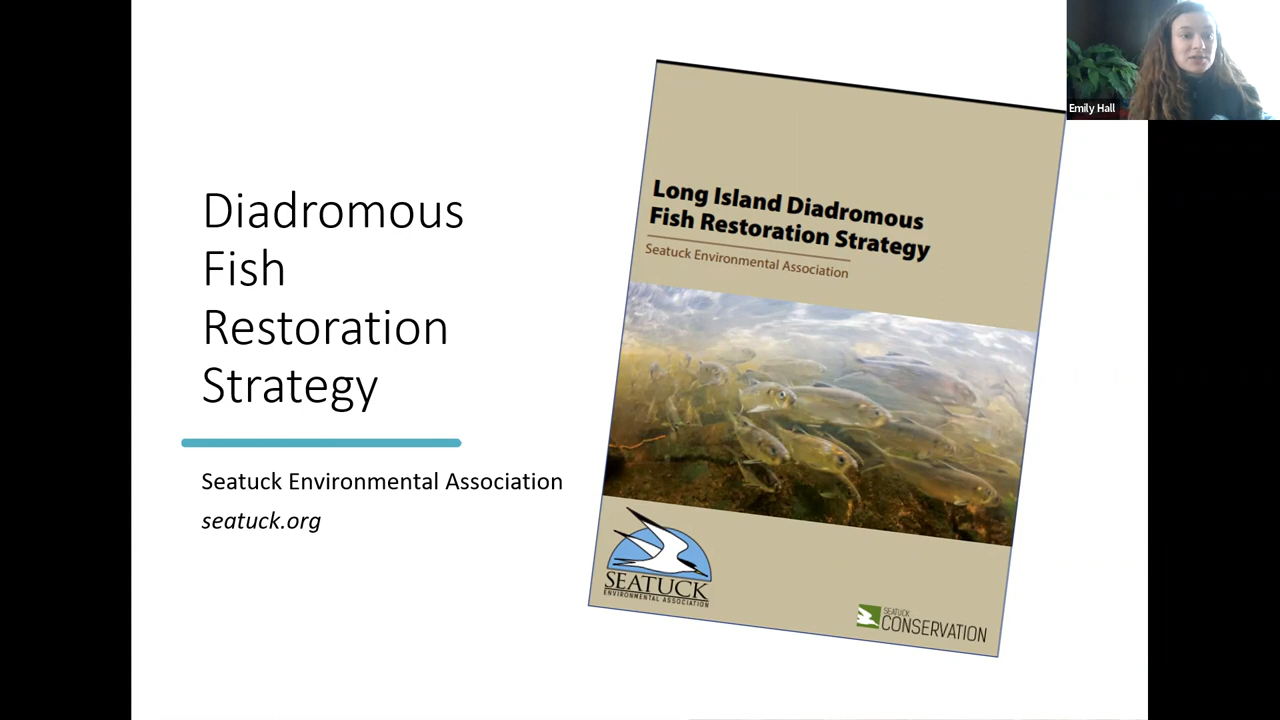 Diadromous
Fish
Restoration
Strategy
Seatuck Environmental Association
seatuck.org
Long Island Diadromous
Fish Restoration Strategy
Seatuck Environmental Association
SEATUCK
ENVIRONMENTAL ASSOCIATION
SEATUCK
CONSERVATION
Emily Hall